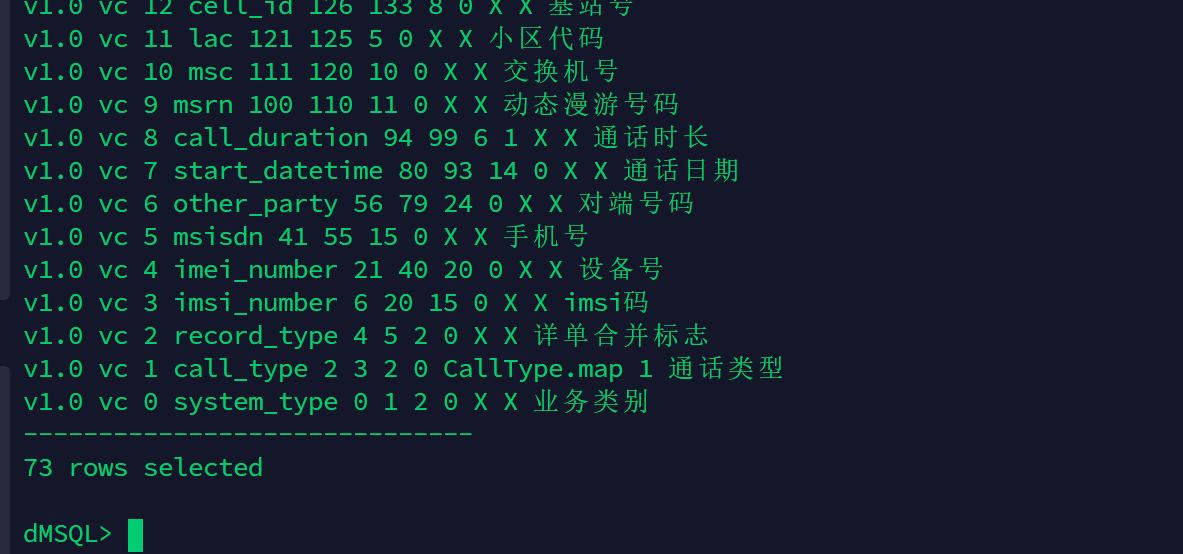 v1.0 vc 12 cell_id 126 133 8 0 X X 基站号
v1.0 vc 11 lac 121 125 5 0 X X 小区代码
v1.0 vc 10 msc 111 120 10 0 X X 交换机号
v1.0 vc 9 msrn 100 110 11 0 X X 动态漫游号码
v1.0 vc 8 call_duration 94 99 6 1 X X 通话时长
v1.0 vc 7 start_datetime 80 93 14 0 X X 通话日期
v1.0 vc 6 other_party 56 79 24 0 X X 对端号码
v1.0 vc 5 msisdn 41 55 15 0 X X 手机号
v1.0 vc 4 imei_number 21 40 20 0 X X 设备号
v1.0 vc 3 imsi_number 6 20 15 0 X X imsi码
v1.0 vc 2 record_type 4 5 2 0 X X 详单合并标志
v1.0 vc 1 call_type 2 3 2 0 CallType.map 1 通话类型
v1.0 vc 0 system_type 0 1 2 0 X X 业务类别
------------------------------
73 rows selected
dMSQL>